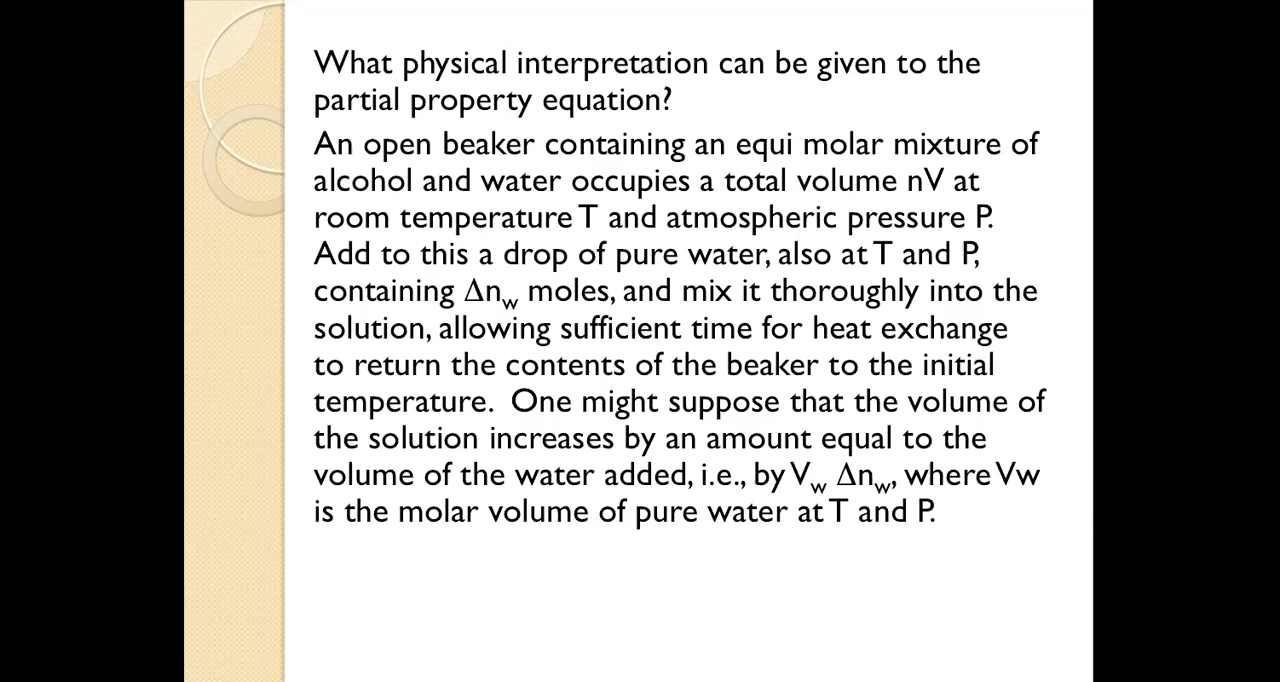 What physical interpretation can be given to the
partial property equation?
An open beaker containing an equi molar mixture of
alcohol and water occupies a total volume nV at
room temperature T and atmospheric pressure P.
Add to this a drop of pure water, also at T and P,
containing Δn_w moles, and mix it thoroughly into the
solution, allowing sufficient time for heat exchange
to return the contents of the beaker to the initial
temperature. One might suppose that the volume of
the solution increases by an amount equal to the
volume of the water added, i.e., by V_w Δn_w, where Vw
is the molar volume of pure water at T and P.